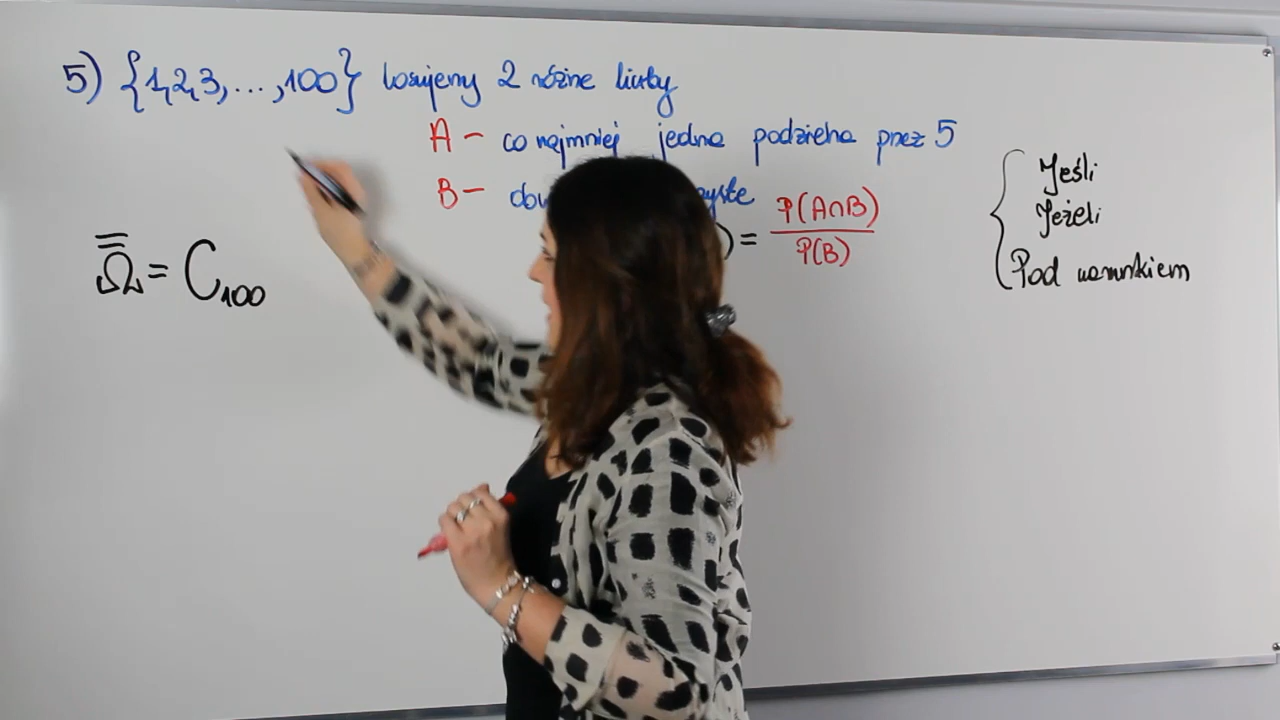 5) {1,2,3,...,100} losujemy 2 różne liczby
A - co najmniej jedna podzielna przez 5
B -
= P(A∩B)
P(B)
Ω̿ = C₁₀₀
Jeśli
Jeżeli
Pod warunkiem